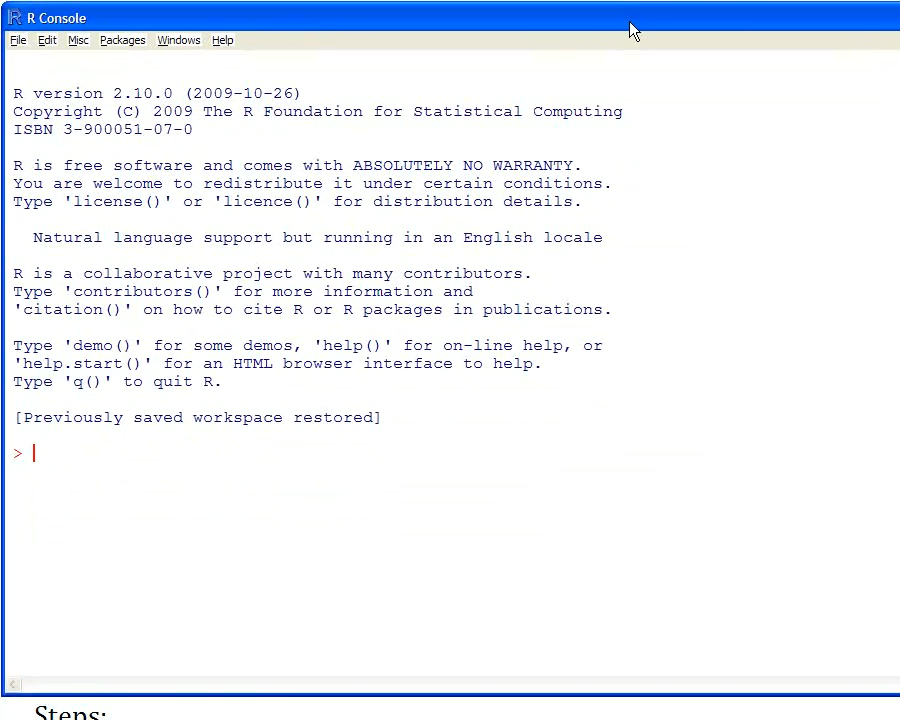 R Console
File Edit Misc Packages Windows Help
R version 2.10.0 (2009-10-26)
Copyright (C) 2009 The R Foundation for Statistical Computing
ISBN 3-900051-07-0
R is free software and comes with ABSOLUTELY NO WARRANTY.
You are welcome to redistribute it under certain conditions.
Type 'license()' or 'licence()' for distribution details.
Natural language support but running in an English locale
R is a collaborative project with many contributors.
Type 'contributors()' for more information and
'citation()' on how to cite R or R packages in publications.
Type 'demo()' for some demos, 'help()' for on-line help, or
'help.start()' for an HTML browser interface to help.
Type 'q()' to quit R.
[Previously saved workspace restored]
>
Steps: